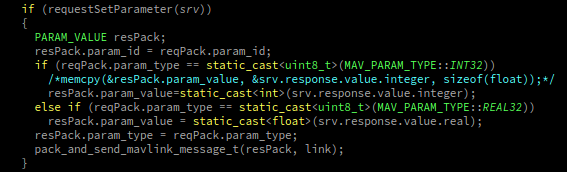 if (requestSetParameter(srv))
{
PARAM_VALUE resPack;
resPack.param_id = reqPack.param_id;
if (reqPack.param_type == static_cast<uint8_t>(MAV_PARAM_TYPE::INT32))
/*memcpy(&resPack.param_value, &srv.response.value.integer, sizeof(float));*/
resPack.param_value=static_cast<int>(srv.response.value.integer);
else if (reqPack.param_type == static_cast<uint8_t>(MAV_PARAM_TYPE::REAL32))
resPack.param_value = static_cast<float>(srv.response.value.real);
resPack.param_type = reqPack.param_type;
pack_and_send_mavlink_message_t(resPack, link);
}